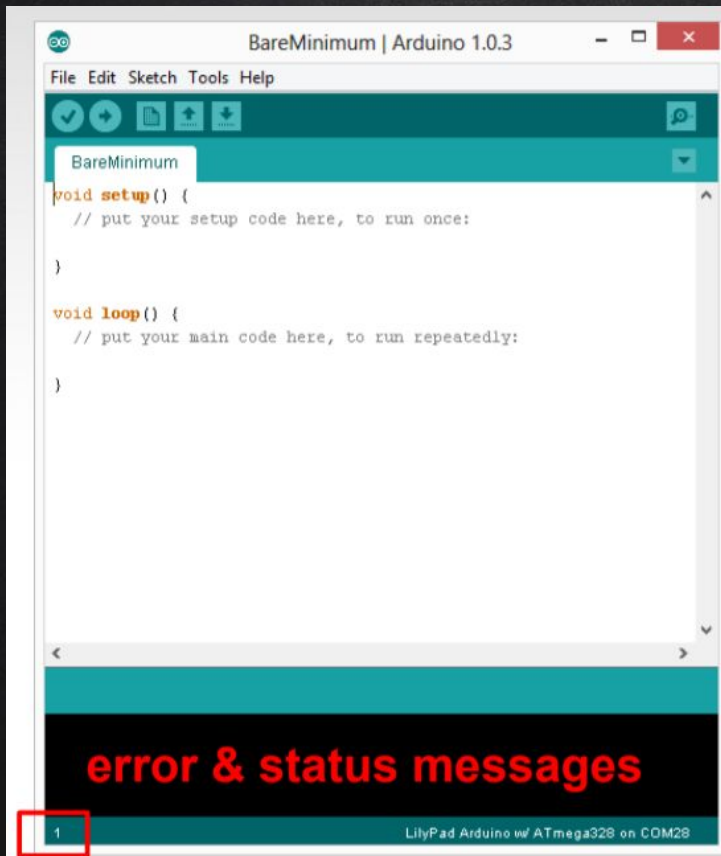 BareMinimum | Arduino 1.0.3
File Edit Sketch Tools Help
BareMinimum
void setup() {
  // put your setup code here, to run once:
}
void loop() {
  // put your main code here, to run repeatedly:
}
error & status messages
1 LilyPad Arduino w/ ATmega328 on COM28